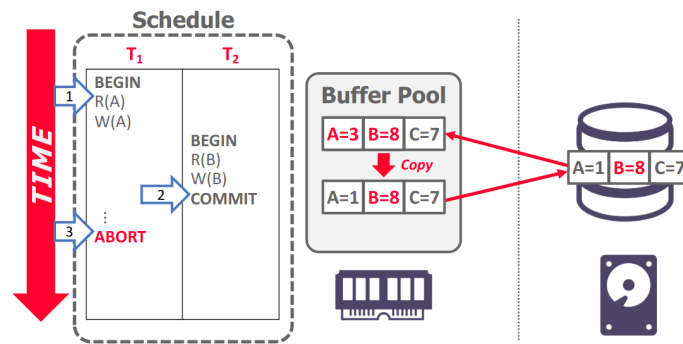 Schedule
T1 T2
TIME
1
BEGIN
R(A)
W(A)
BEGIN
R(B)
W(B)
2
COMMIT
⋮
3
ABORT
Buffer Pool
A=3 B=8 C=7
Copy
A=1 B=8 C=7
A=1 B=8 C=7